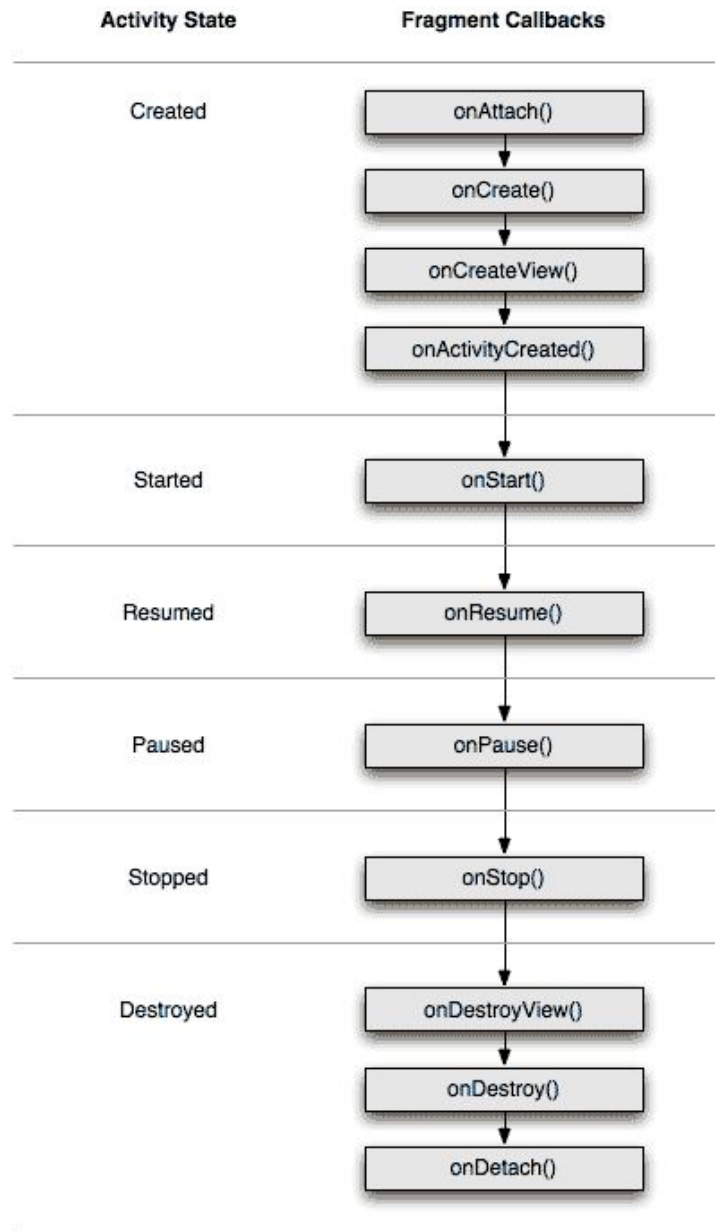 Activity State Fragment Callbacks
Created onAttach()
onCreate()
onCreateView()
onActivityCreated()
Started onStart()
Resumed onResume()
Paused onPause()
Stopped onStop()
Destroyed onDestroyView()
onDestroy()
onDetach()